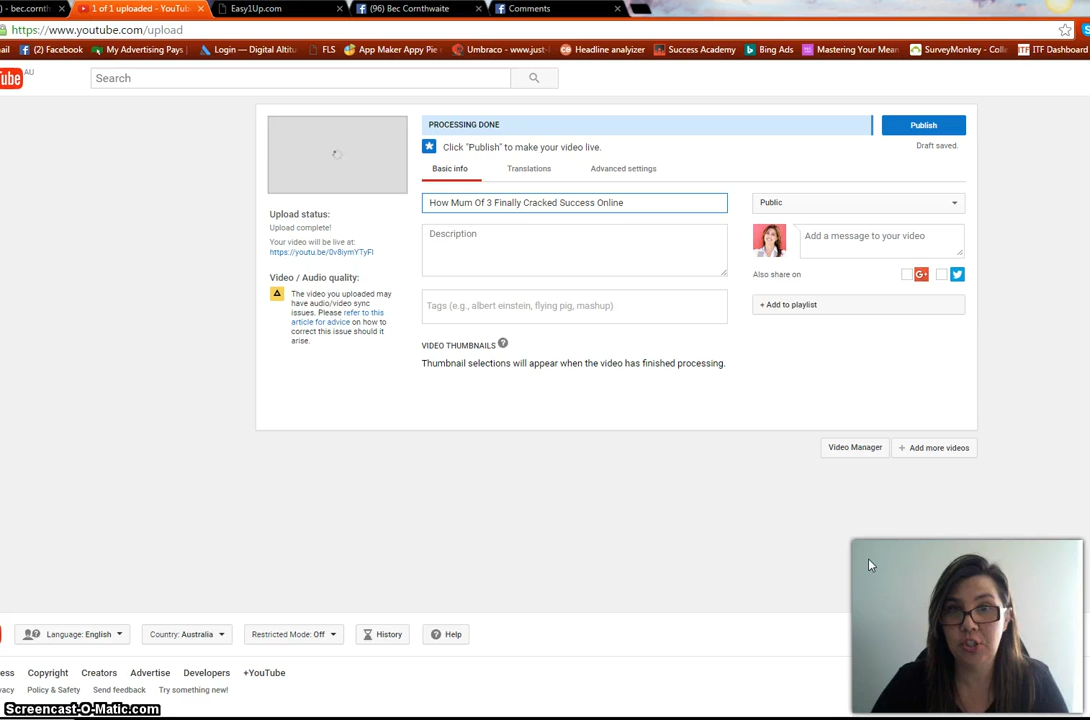 ) - bec.cornth
1 of 1 uploaded - YouTub
Easy1Up.com
(96) Bec Cornthwaite
Comments
https://www.youtube.com/upload
ail
(2) Facebook
My Advertising Pays
Login — Digital Altitu
FLS
App Maker Appy Pie
Umbraco - www.just-
Headline analyizer
Success Academy
Bing Ads
Mastering Your Mean
SurveyMonkey - Colle
ITF Dashboard
Tube AU
Search
PROCESSING DONE
Publish
Click "Publish" to make your video live.
Draft saved.
Basic info
Translations
Advanced settings
How Mum Of 3 Finally Cracked Success Online
Public
Description
Add a message to your video
Upload status:
Upload complete!
Your video will be live at:
https://youtu.be/0v8iymYTyFI
Also share on
G+
Video / Audio quality:
The video you uploaded may
have audio/video sync
issues. Please refer to this
article for advice on how to
correct this issue should it
arise.
Tags (e.g., albert einstein, flying pig, mashup)
+ Add to playlist
VIDEO THUMBNAILS ?
Thumbnail selections will appear when the video has finished processing.
Video Manager
+ Add more videos
Language: English
Country: Australia
Restricted Mode: Off
History
Help
ess
Copyright
Creators
Advertise
Developers
+YouTube
vacy
Policy & Safety
Send feedback
Try something new!
Screencast-O-Matic.com